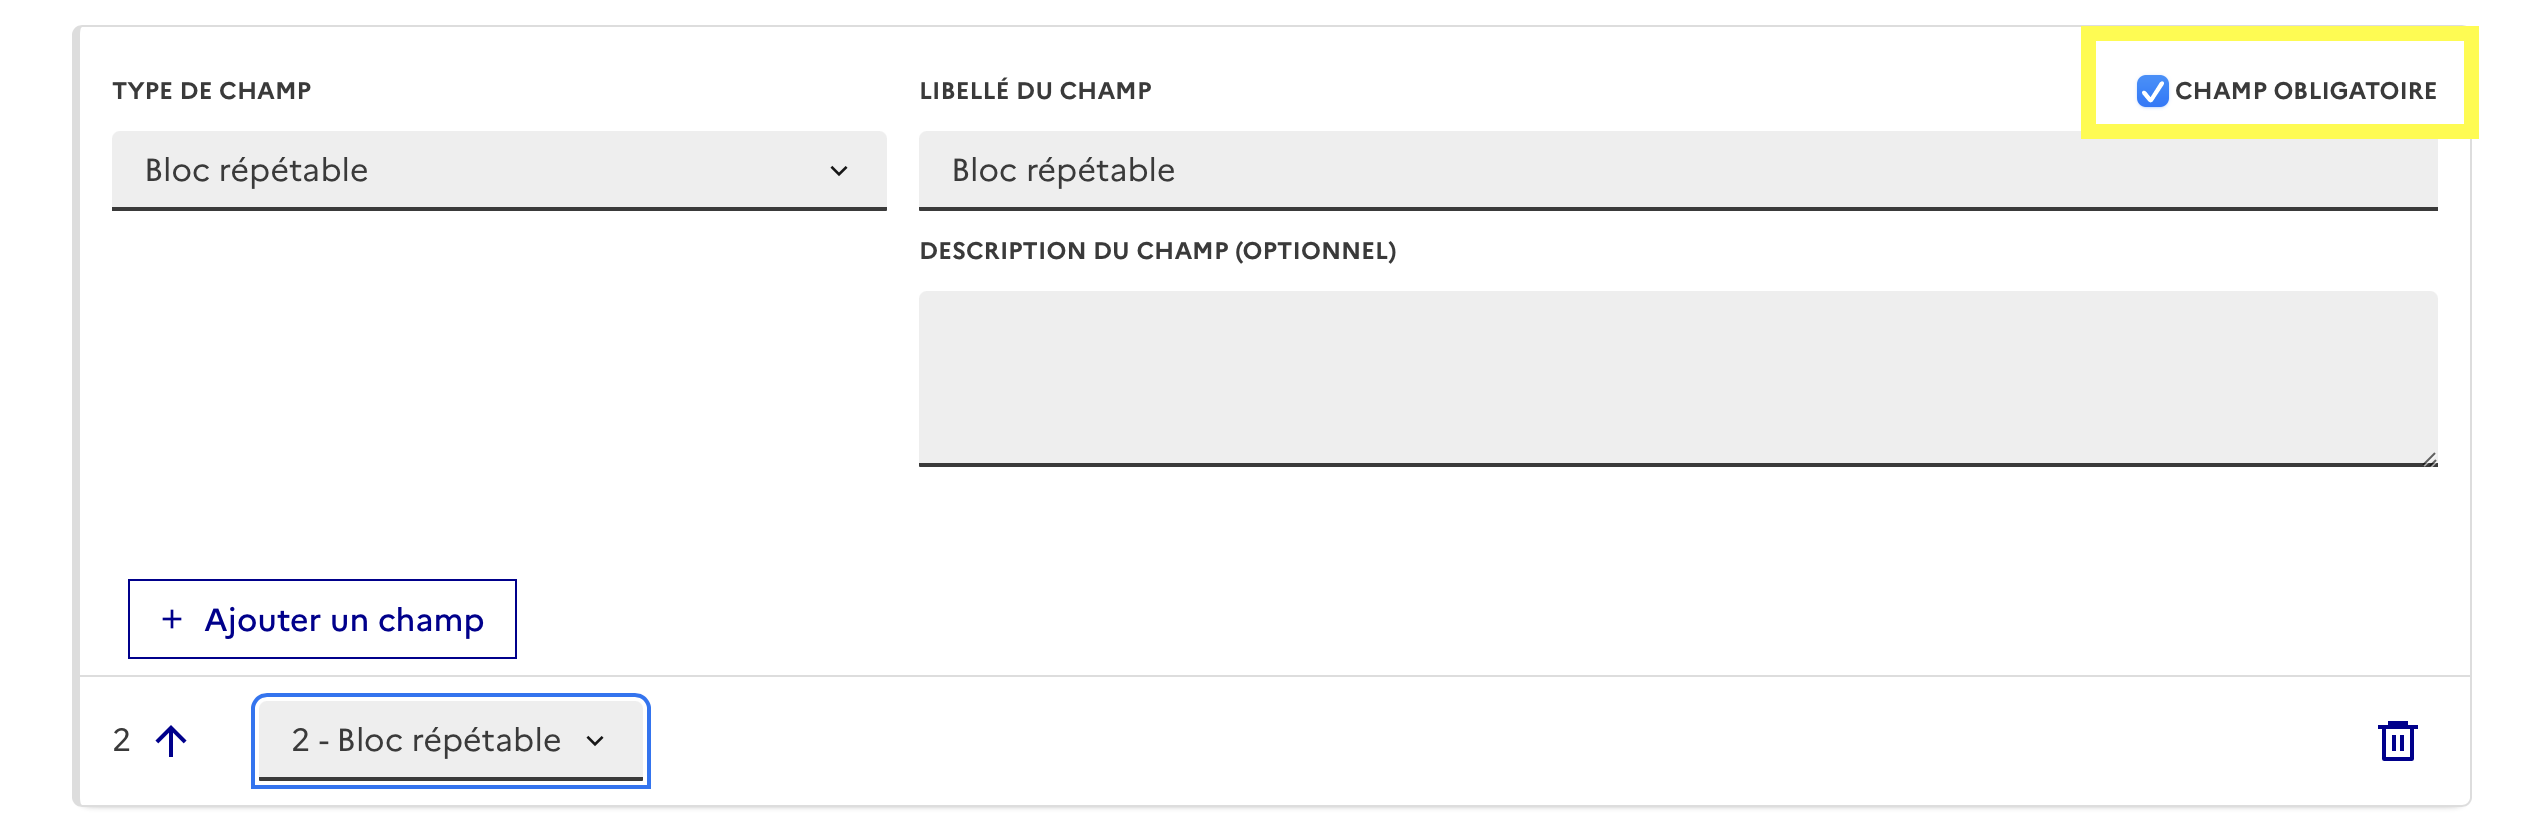 TYPE DE CHAMP
LIBELLÉ DU CHAMP
CHAMP OBLIGATOIRE
Bloc répétable
Bloc répétable
DESCRIPTION DU CHAMP (OPTIONNEL)
+ Ajouter un champ
2
2 - Bloc répétable